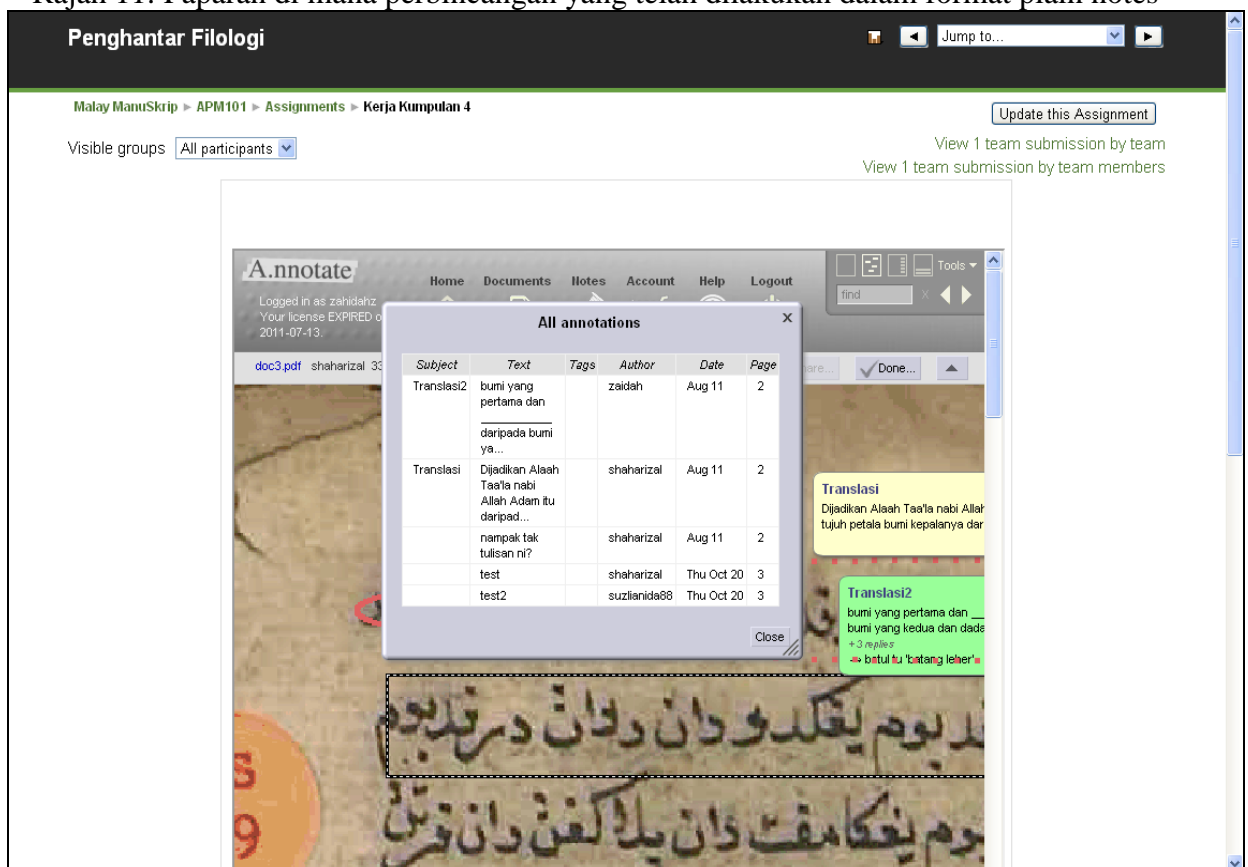 Rajah 11: Paparan di mana perbincangan yang telah dilakukan dalam format plain notes
Penghantar Filologi
Jump to...
Malay ManuSkrip ► APM101 ► Assignments ► Kerja Kumpulan 4
Update this Assignment
Visible groups All participants
View 1 team submission by team
View 1 team submission by team members
A.nnotate
Home Documents Notes Account Help Logout
Tools
find
Logged in as zahidahz
Your license EXPIRED o
2011-07-13.
doc3.pdf shaharizal 33
Done...
All annotations
x
Subject Text Tags Author Date Page
Translasi2 bumi yang pertama dan ________ daripada bumi ya... zaidah Aug 11 2
Translasi Dijadikan Alaah Taa'la nabi Allah Adam itu daripad... shaharizal Aug 11 2
nampak tak tulisan ni? shaharizal Aug 11 2
test shaharizal Thu Oct 20 3
test2 suzlianida88 Thu Oct 20 3
Close
Translasi
Dijadikan Alaah Taa'la nabi Allah
tujuh petala bumi kepalanya dar
Translasi2
bumi yang pertama dan __
bumi yang kedua dan dada
+3 replies
betul tu 'batang leher'
S
9